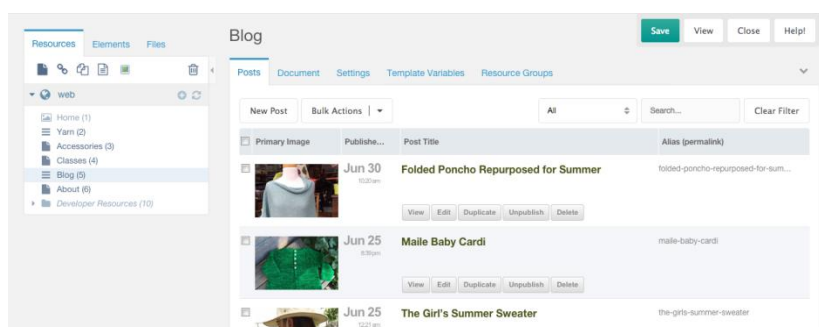 Blog
Save View Close Help!
Resources Elements Files
web
Home (1)
Yarn (2)
Accessories (3)
Classes (4)
Blog (5)
About (6)
Developer Resources (10)
Posts Document Settings Template Variables Resource Groups
New Post Bulk Actions All Search... Clear Filter
Primary Image Publishe... Post Title Alias (permalink)
Jun 30 Folded Poncho Repurposed for Summer folded-poncho-repurposed-for-sum...
10:20am
View Edit Duplicate Unpublish Delete
Jun 25 Maile Baby Cardi maile-baby-cardi
View Edit Duplicate Unpublish Delete
Jun 25 The Girl's Summer Sweater the-girls-summer-sweater
12:21am